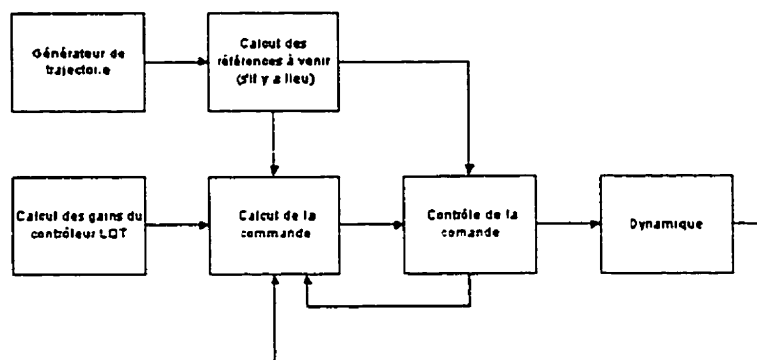 Générateur de
trajectoire
Calcul des
références à venir
(s'il y a lieu)
Calcul des gains du
contrôleur LQT
Calcul de la
commande
Contrôle de la
comande
Dynamique